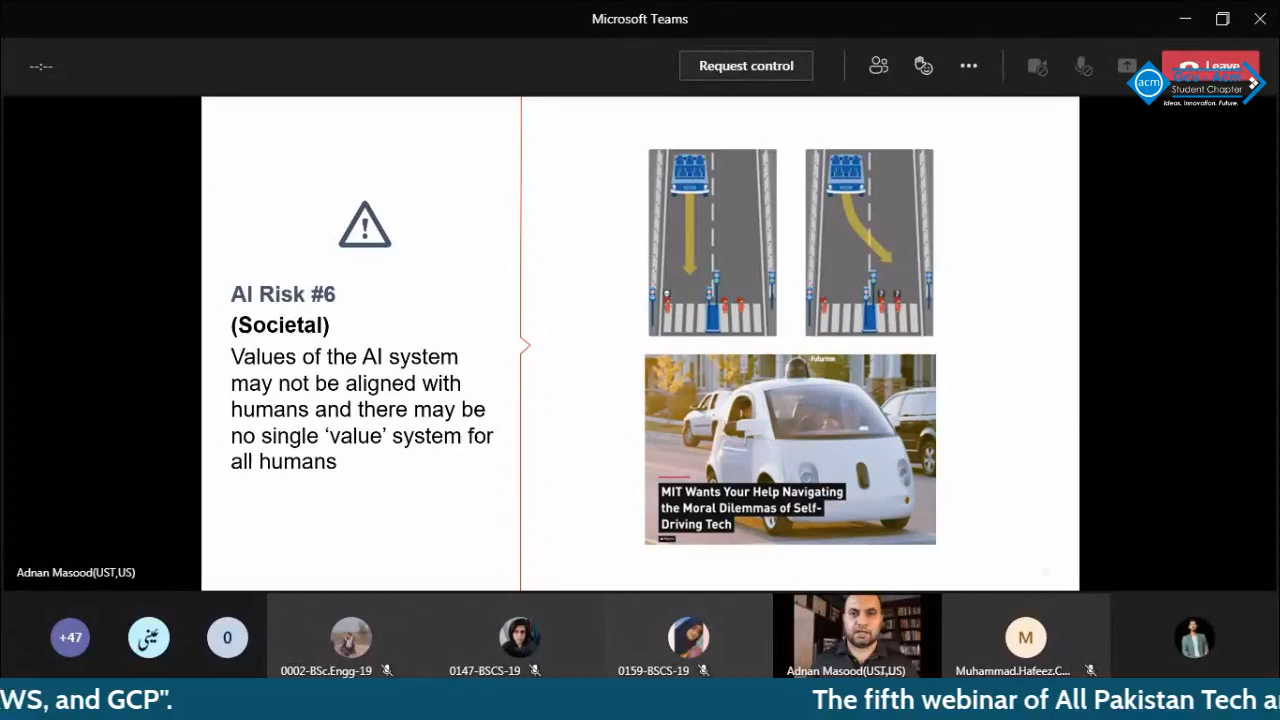 Microsoft Teams
--:--
Request control
Leave
acm
Student Chapter
Ideas. Innovation. Future.
AI Risk #6
(Societal)
Values of the AI system
may not be aligned with
humans and there may be
no single ‘value’ system for
all humans
Futurism
MIT Wants Your Help Navigating
the Moral Dilemmas of Self-
Driving Tech
Adnan Masood(UST,US)
+47
عینی
0
0002-BSc.Engg-19
0147-BSCS-19
0159-BSCS-19
Adnan Masood(UST,US)
M
Muhammad.Hafeez.C...
WS, and GCP".
The fifth webinar of All Pakistan Tech a